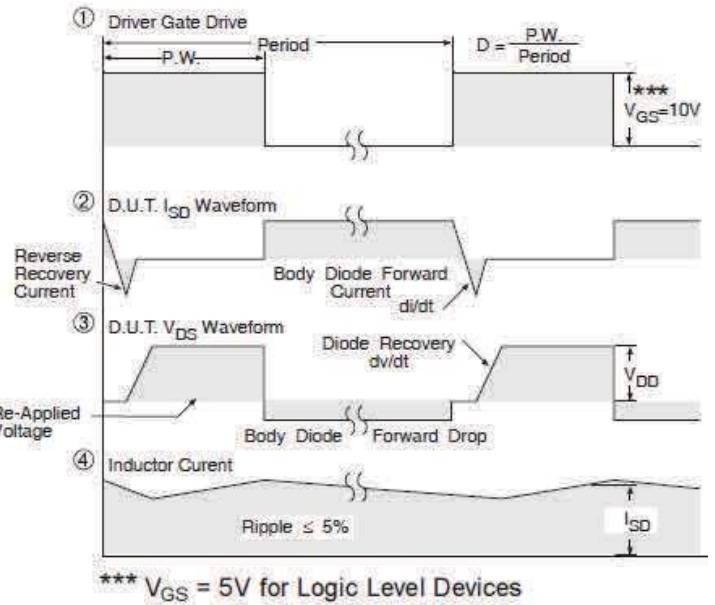 ① Driver Gate Drive
Period
P.W.
D = P.W.
Period
***
VGS=10V
② D.U.T. ISD Waveform
Reverse
Recovery
Current
Body Diode Forward
Current
di/dt
③ D.U.T. VDS Waveform
Diode Recovery
dv/dt
VDD
Re-Applied
Voltage
Body Diode Forward Drop
④ Inductor Curent
Ripple ≤ 5%
ISD
*** VGS = 5V for Logic Level Devices